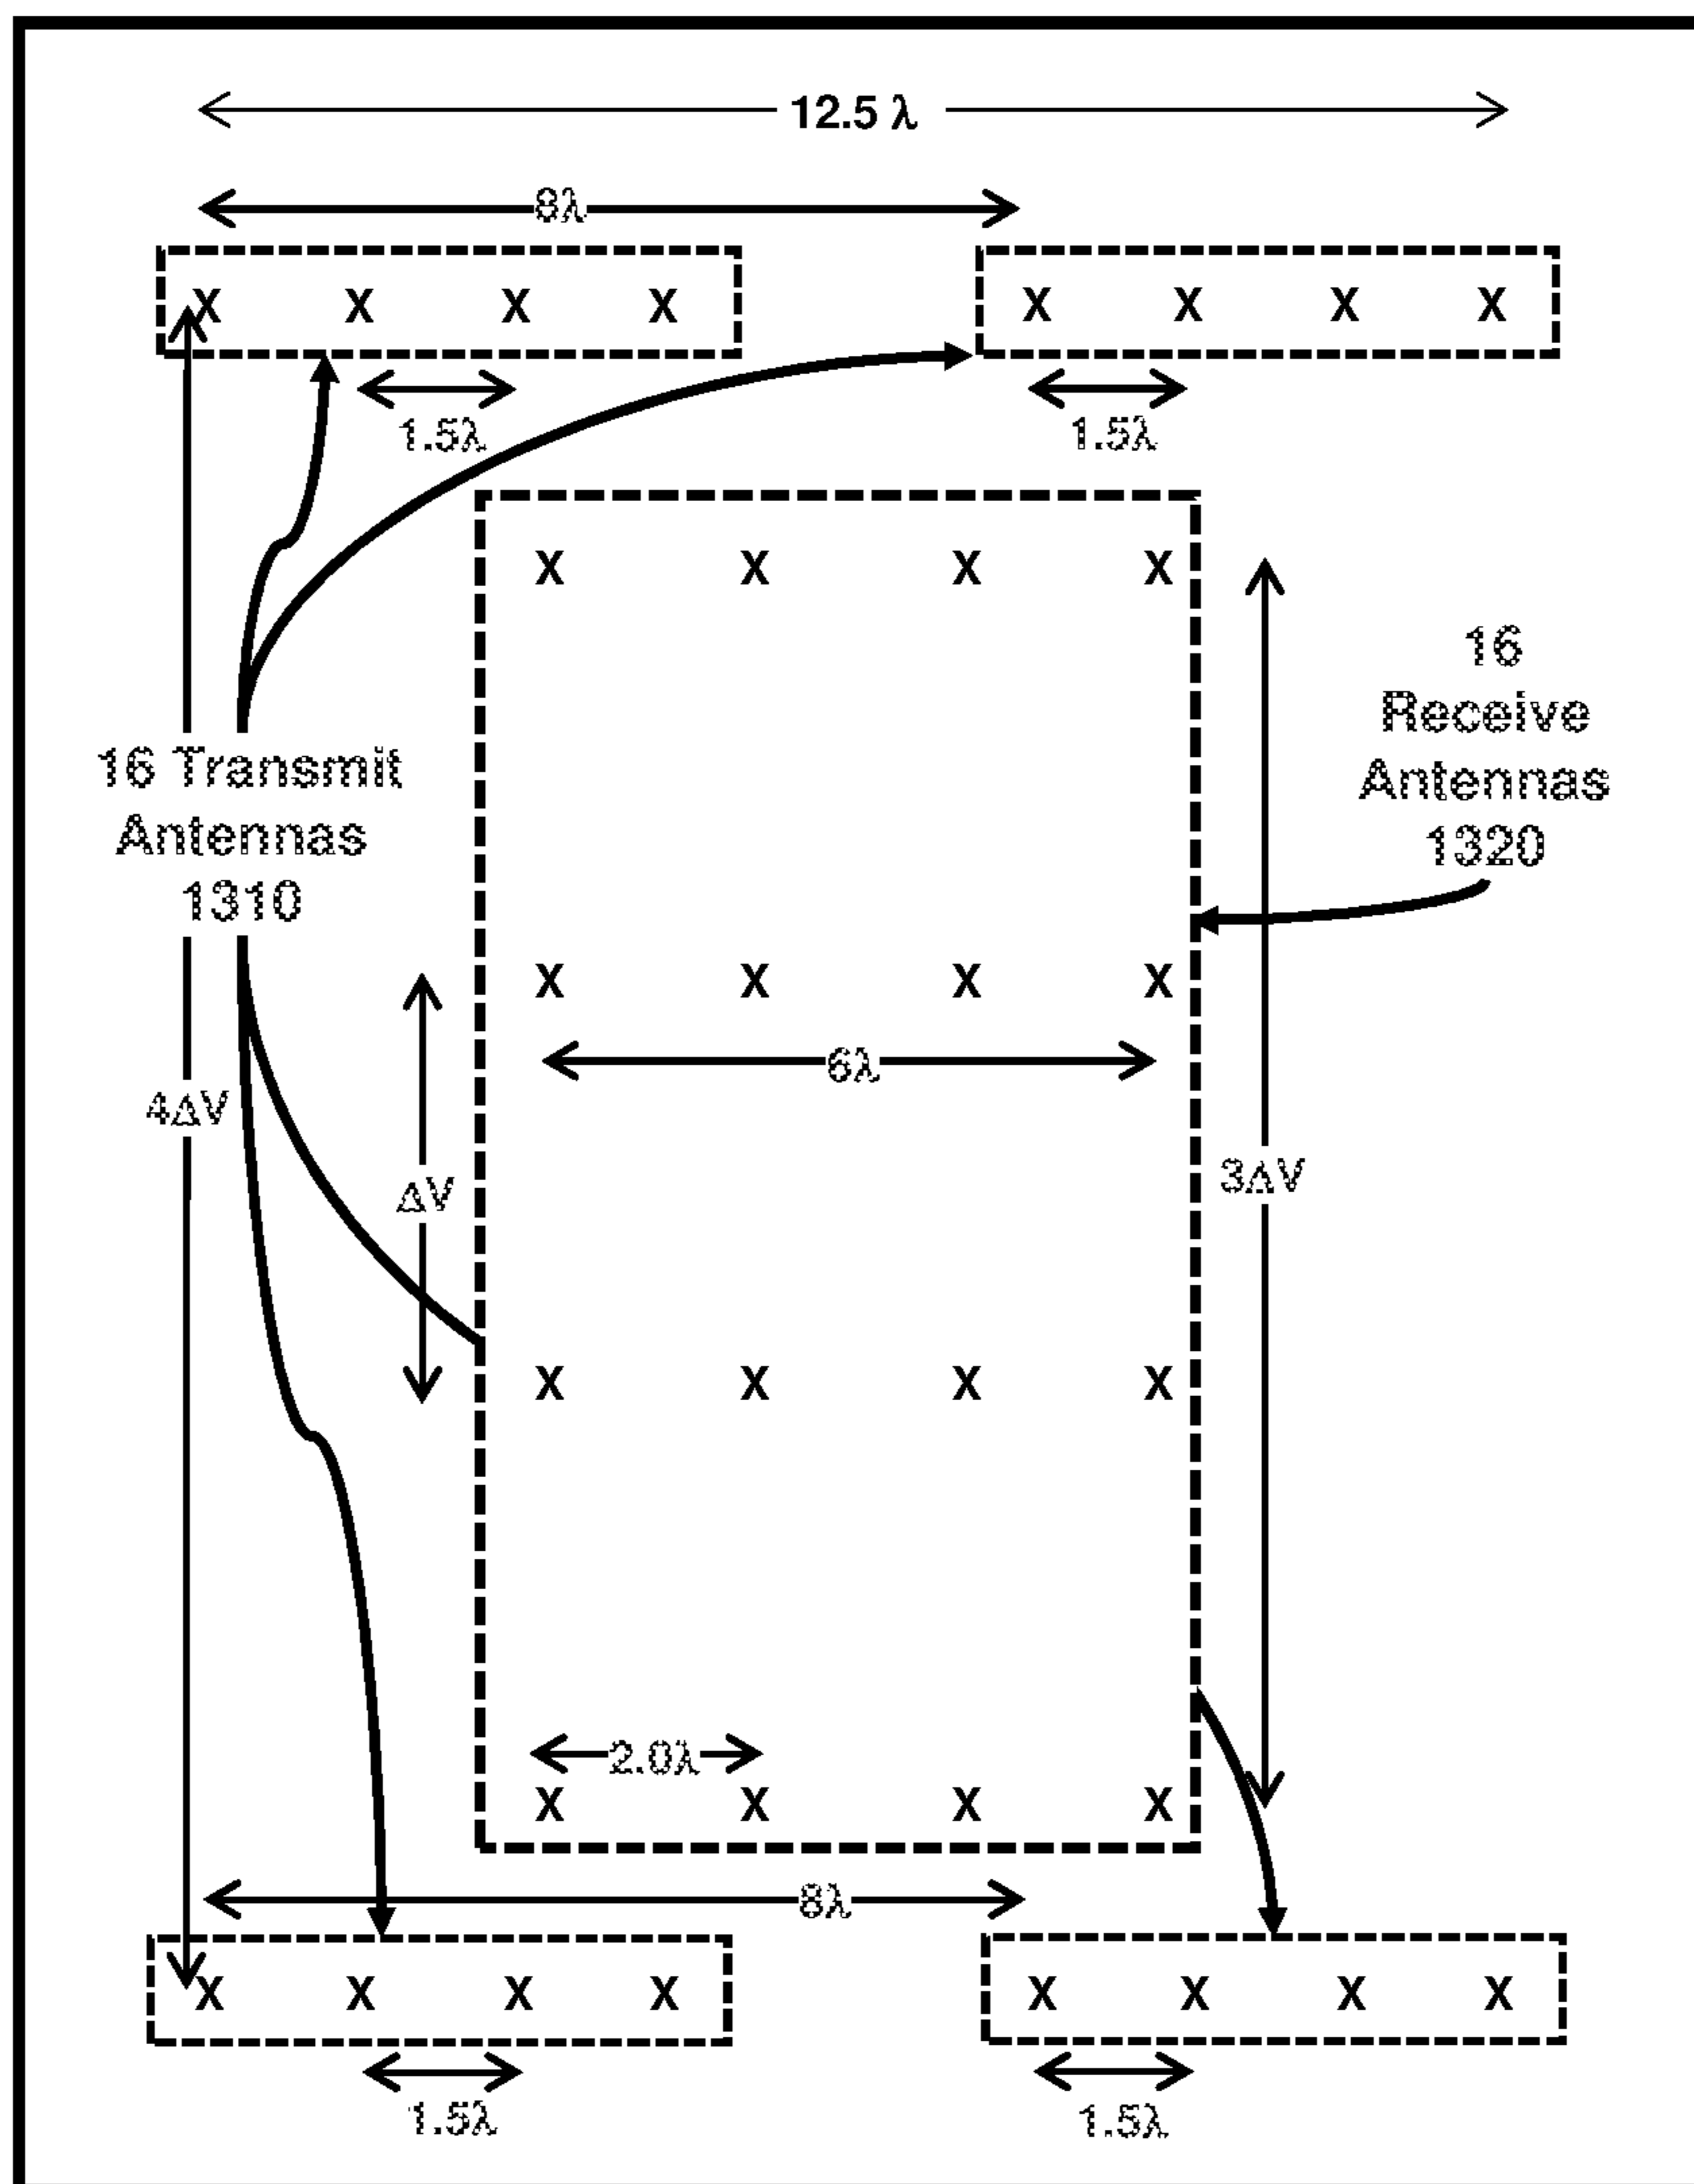 12.5 λ
8λ
X X X X X X X X
1.5λ 1.5λ
X X X X
16
Receive
Antennas
1320
16 Transmit
Antennas
1310
X X X X
6λ
4ΔV
ΔV
3ΔV
X X X X
2.0λ
X X X X
8λ
X X X X X X X X
1.5λ 1.5λ